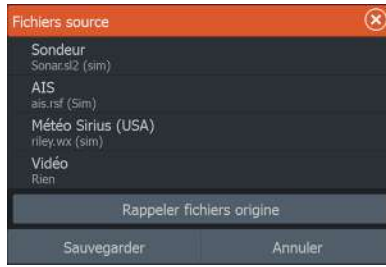 Fichiers source
Sondeur
Sonar.sl2 (sim)
AIS
ais.rsf (Sim)
Météo Sirius (USA)
riley.wx (sim)
Vidéo
Rien
Rappeler fichiers origine
Sauvegarder
Annuler